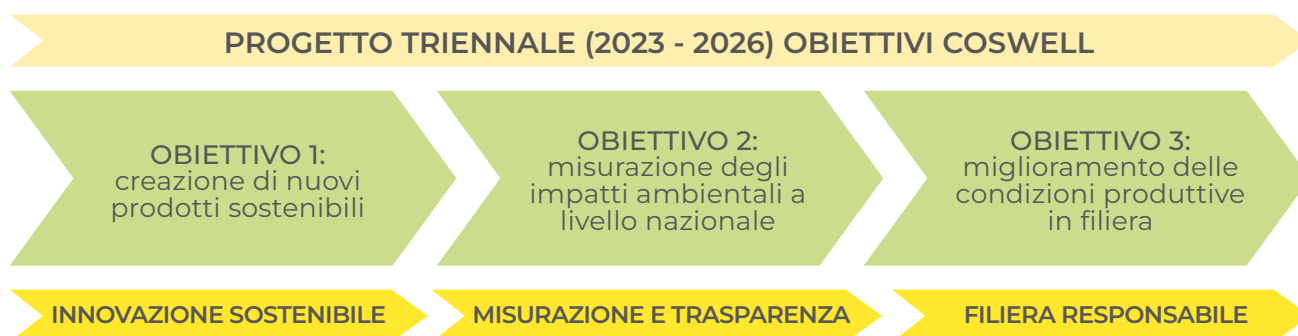 PROGETTO TRIENNALE (2023 - 2026) OBIETTIVI COSWELL
OBIETTIVO 1:
creazione di nuovi
prodotti sostenibili
OBIETTIVO 2:
misurazione degli
impatti ambientali a
livello nazionale
OBIETTIVO 3:
miglioramento delle
condizioni produttive
in filiera
INNOVAZIONE SOSTENIBILE
MISURAZIONE E TRASPARENZA
FILIERA RESPONSABILE